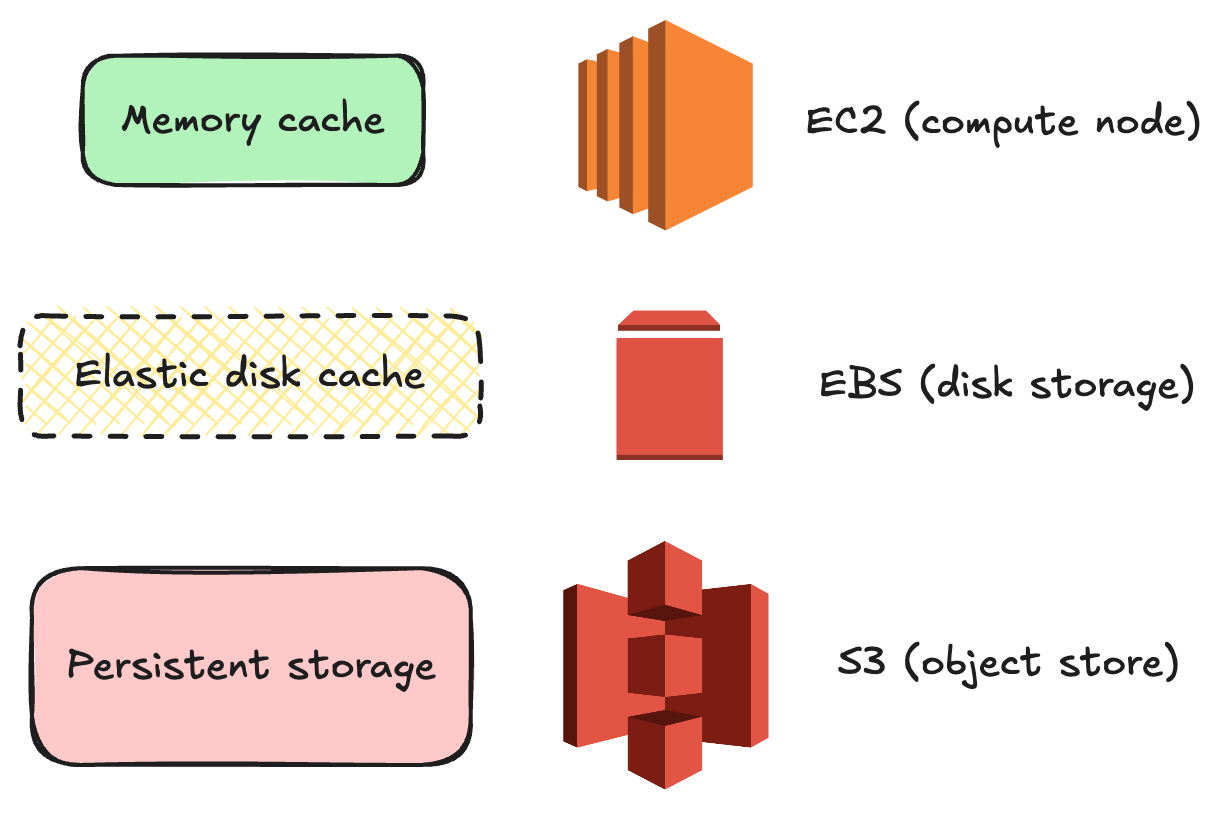 Memory cache
EC2 (compute node)
Elastic disk cache
EBS (disk storage)
Persistent storage
S3 (object store)